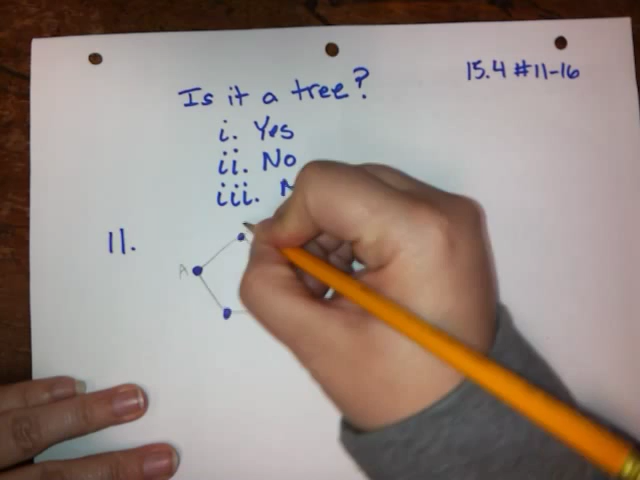 15.4 #11-16
Is it a tree?
i. Yes
ii. No
iii.
11.
A